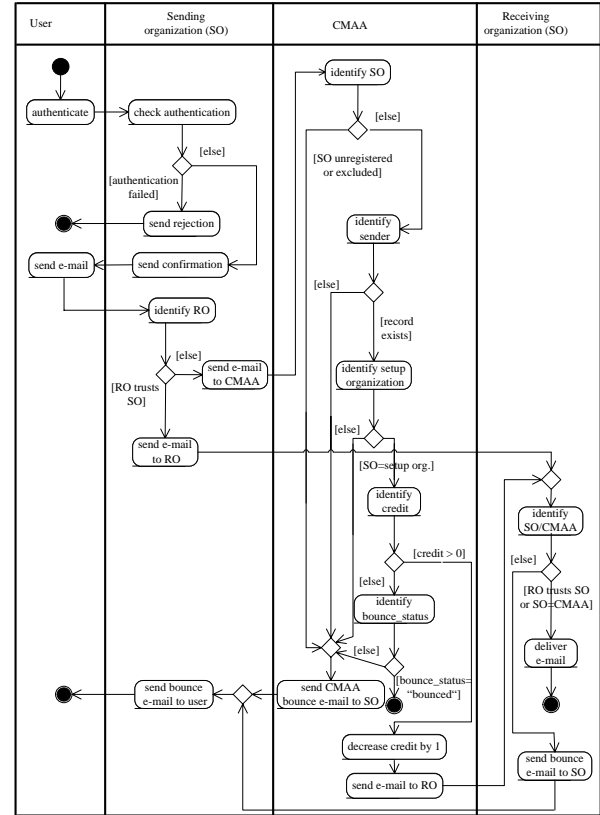 User
Sending
organization (SO)
CMAA
Receiving
organization (SO)
identify SO
authenticate
check authentication
[else]
[else]
[SO unregistered
or excluded]
[authentication
failed]
send rejection
identify
sender
send e-mail
send confirmation
[else]
identify RO
[record
exists]
[else]
send e-mail
to CMAA
identify setup
organization
[RO trusts
SO]
[else]
send e-mail
to RO
[SO=setup org.]
identify
credit
identify
SO/CMAA
[credit > 0]
[else]
[else]
identify
bounce_status
[RO trusts SO
or SO=CMAA]
[else]
deliver
e-mail
[bounce_status=
“bounced“]
send bounce
e-mail to user
send CMAA
bounce e-mail to SO
decrease credit by 1
send bounce
e-mail to SO
send e-mail to RO